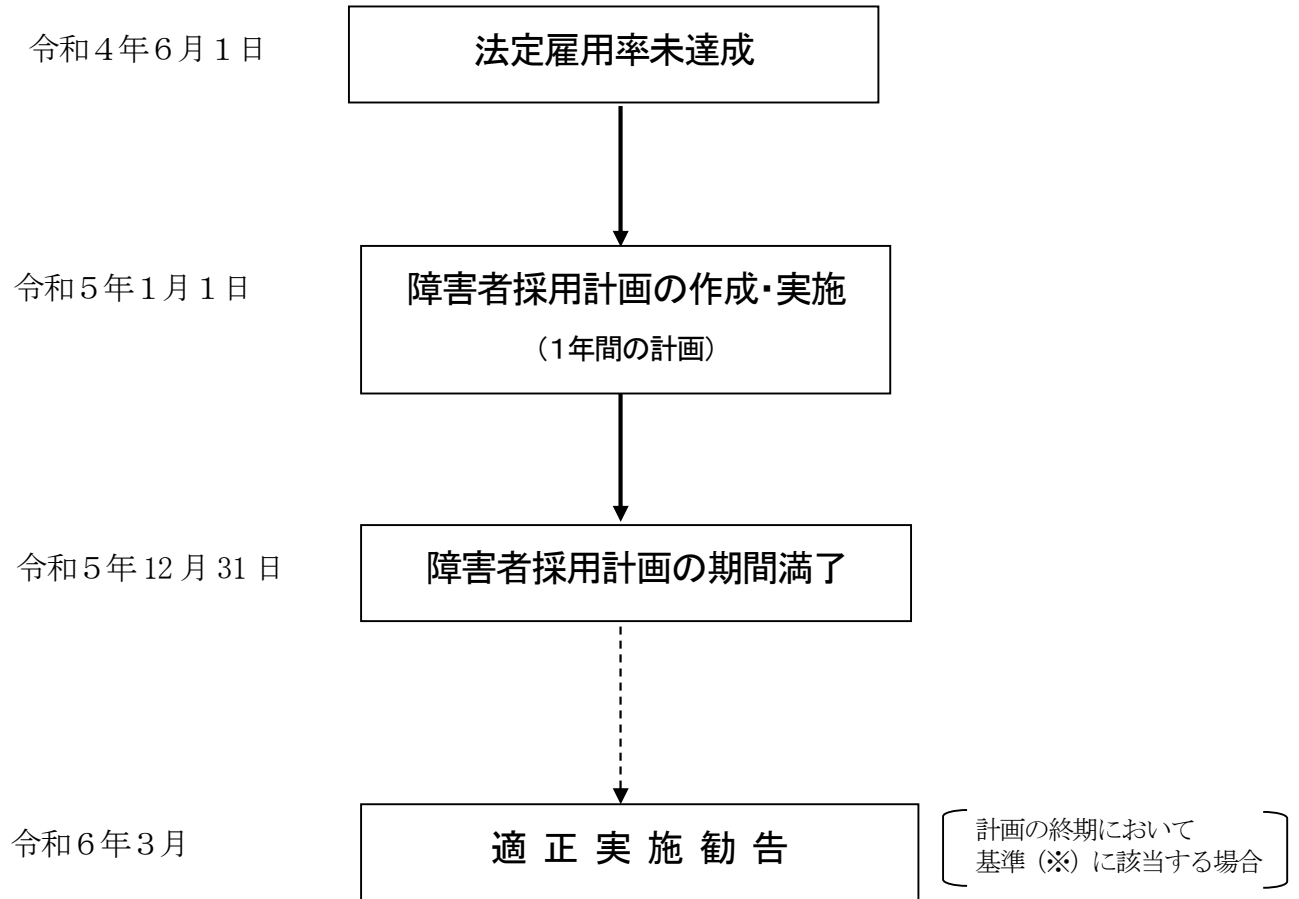 令和４年６月１日
法定雇用率未達成
令和５年１月１日
障害者採用計画の作成・実施
（１年間の計画）
令和５年 12 月 31 日
障害者採用計画の期間満了
令和６年３月
適 正 実 施 勧 告
計画の終期において
基準（※）に該当する場合